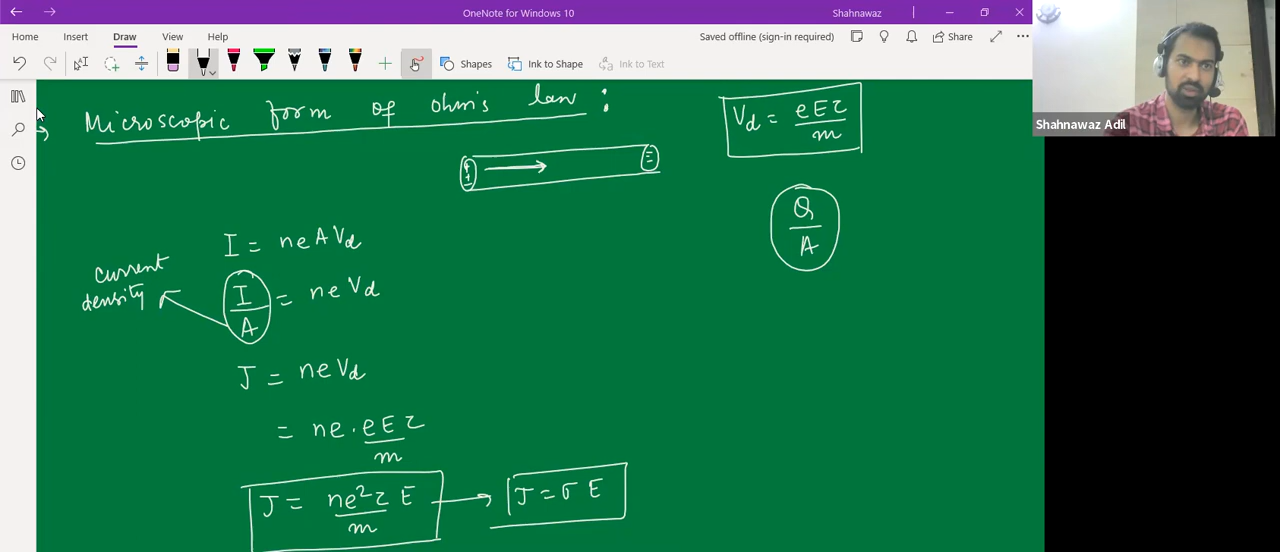 OneNote for Windows 10
Shahnawaz
Home Insert Draw View Help
Saved offline (sign-in required)
Share
Shapes
Ink to Shape
Ink to Text
Shahnawaz Adil
Microscopic form of ohm's law :
Vd = eEτ/m
Q/A
I = neAVd
current density
I/A = neVd
J = neVd
= ne · eEτ/m
J = ne²τ/m E → J = σE